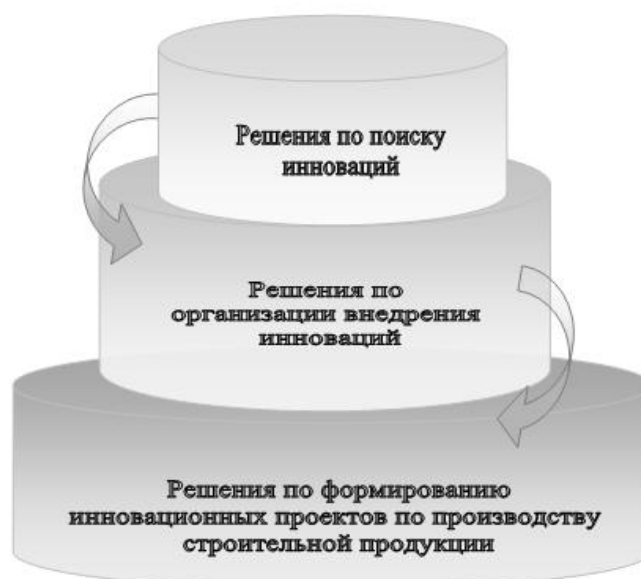 Решения по поиску
инноваций
Решения по
организации внедрения
инноваций
Решения по формированию
инновационных проектов по производству
строительной продукции